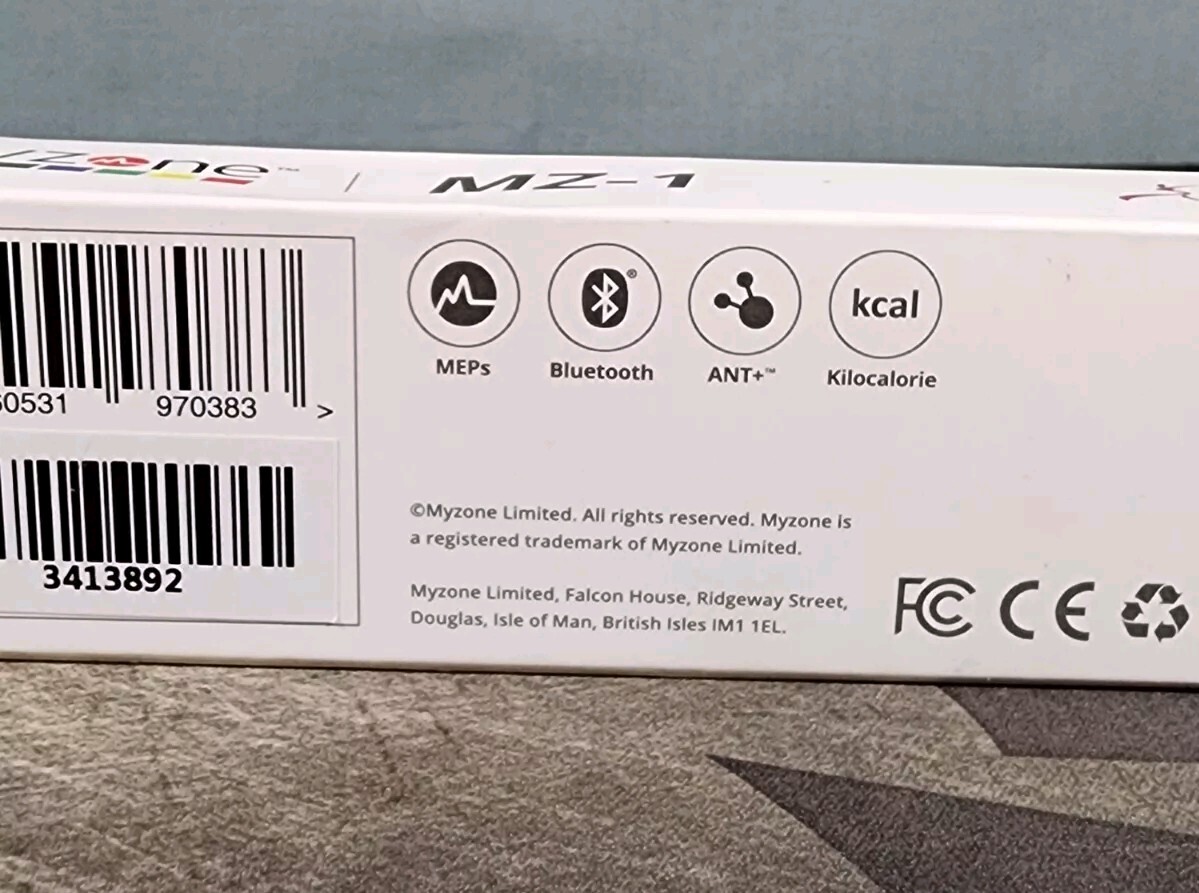 zone™ | MZ-1
MEPs
Bluetooth
ANT+™
kcal
Kilocalorie
970383 >
3413892
©Myzone Limited. All rights reserved. Myzone is
a registered trademark of Myzone Limited.
Myzone Limited, Falcon House, Ridgeway Street,
Douglas, Isle of Man, British Isles IM1 1EL.
FC CE